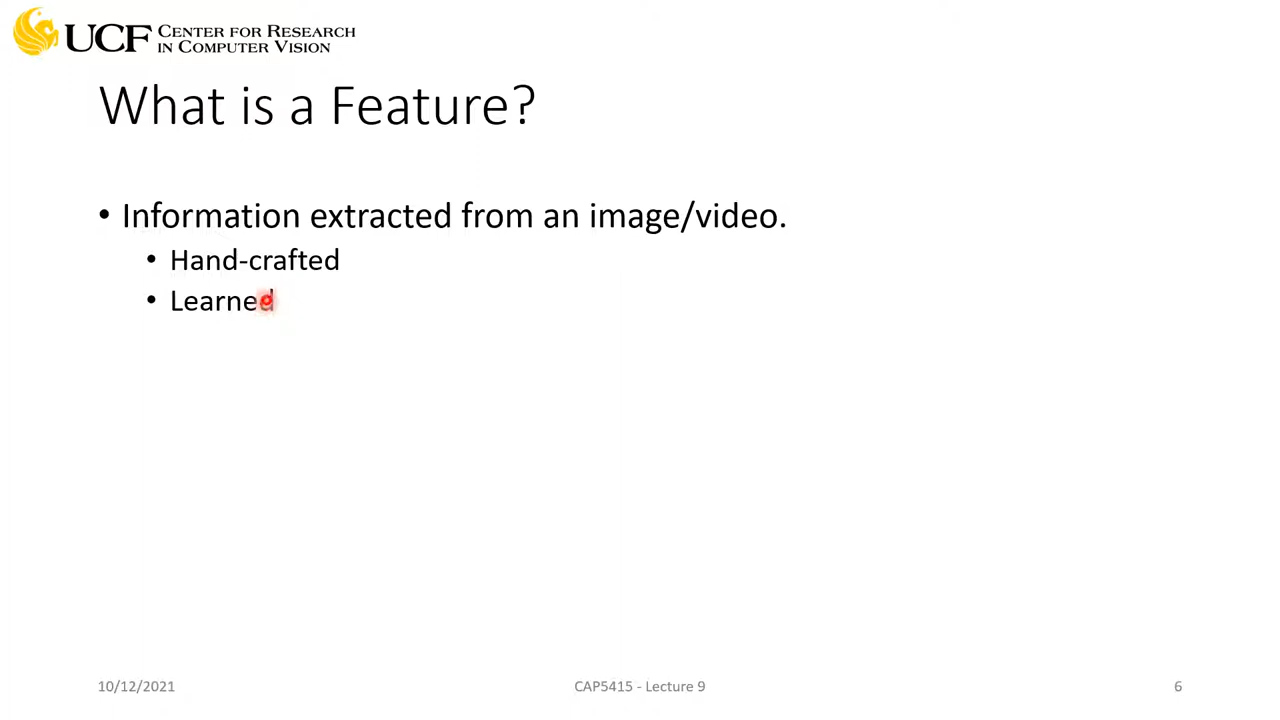 UCF CENTER FOR RESEARCH
IN COMPUTER VISION
What is a Feature?
• Information extracted from an image/video.
• Hand-crafted
• Learned
10/12/2021
CAP5415 - Lecture 9
6